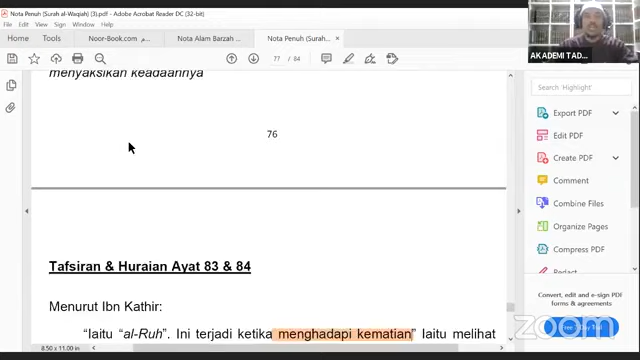 Nota Penuh (Surah al-Waqiah) (3).pdf - Adobe Acrobat Reader DC (32-bit)
File Edit View Sign Window Help
Home Tools Noor-Book.com م... Nota Alam Barzah Nota Penuh (Surah... ×
77 / 84
AKADEMI TAD...
menyaksikan keadaannya
76
Tafsiran & Huraian Ayat 83 & 84
Menurut Ibn Kathir:
“Iaitu “al-Ruh”. Ini terjadi ketika menghadapi kematian” Iaitu melihat
8.50 x 11.00 in
Search 'Highlight'
Export PDF
Edit PDF
Create PDF
Comment
Combine Files
Organize Pages
Compress PDF
Redact
Convert, edit and e-sign PDF
forms & agreements
Free 7-Day Trial
zoom